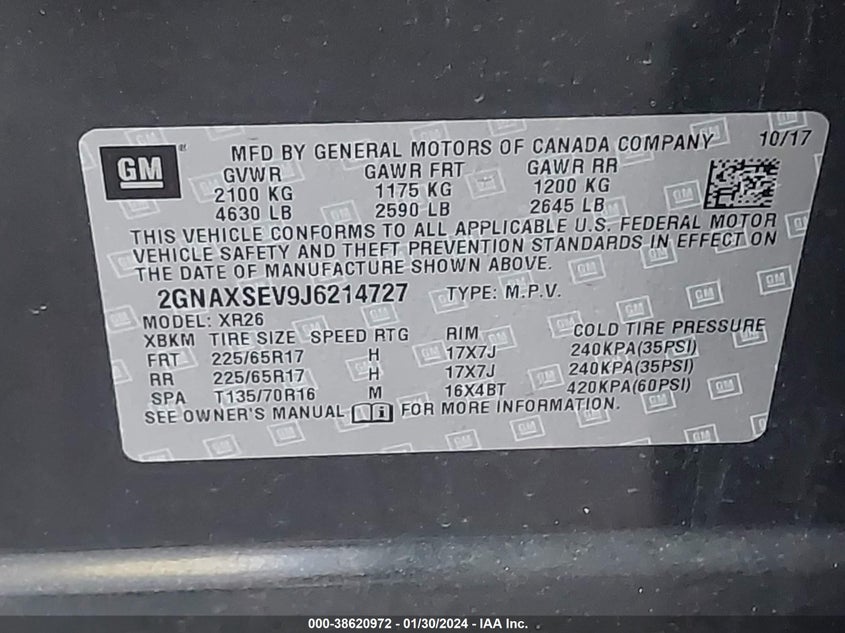 GM ® MFD BY GENERAL MOTORS OF CANADA COMPANY 10/17
GVWR GAWR FRT GAWR RR
2100 KG 1175 KG 1200 KG
4630 LB 2590 LB 2645 LB
THIS VEHICLE CONFORMS TO ALL APPLICABLE U.S. FEDERAL MOTOR
VEHICLE SAFETY AND THEFT PREVENTION STANDARDS IN EFFECT ON
THE DATE OF MANUFACTURE SHOWN ABOVE.
2GNAXSEV9J6214727 TYPE: M.P.V.
MODEL: XR26
XBKM TIRE SIZE SPEED RTG RIM COLD TIRE PRESSURE
FRT 225/65R17 H 17X7J 240KPA(35PSI)
RR 225/65R17 H 17X7J 240KPA(35PSI)
SPA T135/70R16 M 16X4BT 420KPA(60PSI)
SEE OWNER'S MANUAL FOR MORE INFORMATION.
000-38620972 / 01/30/2024 - IAA Inc.